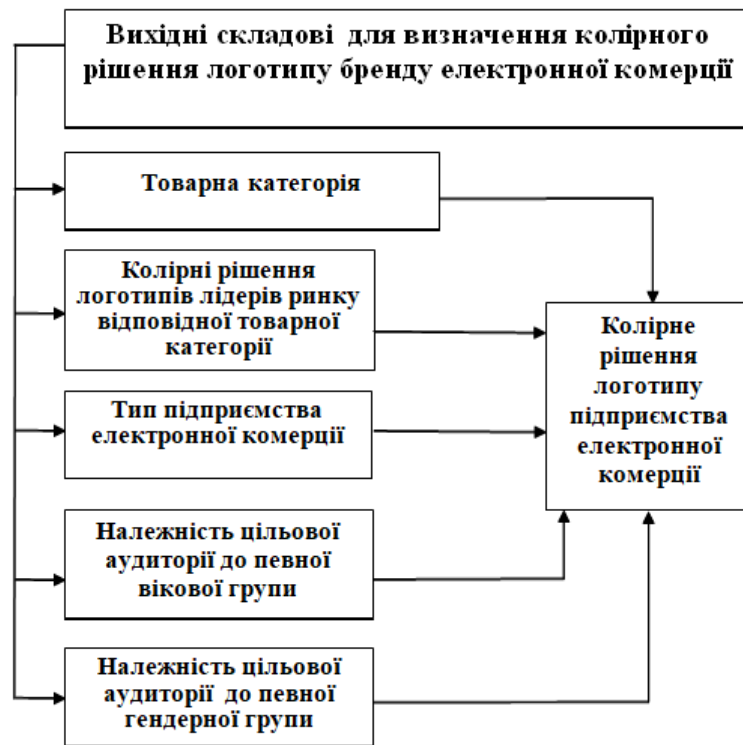 Вихідні складові для визначення колірного
рішення логотипу бренду електронної комерції
Товарна категорія
Колірні рішення
логотипів лідерів ринку
відповідної товарної
категорії
Тип підприємства
електронної комерції
Належність цільової
аудиторії до певної
вікової групи
Належність цільової
аудиторії до певної
гендерної групи
Колірне
рішення
логотипу
підприємства
електронної
комерції